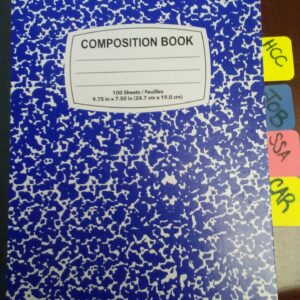 COMPOSITION BOOK
100 Sheets / Feuilles
9.75 in x 7.50 in (24.7 cm x 19.0 cm)
HCC
TOB
SSA
CAR